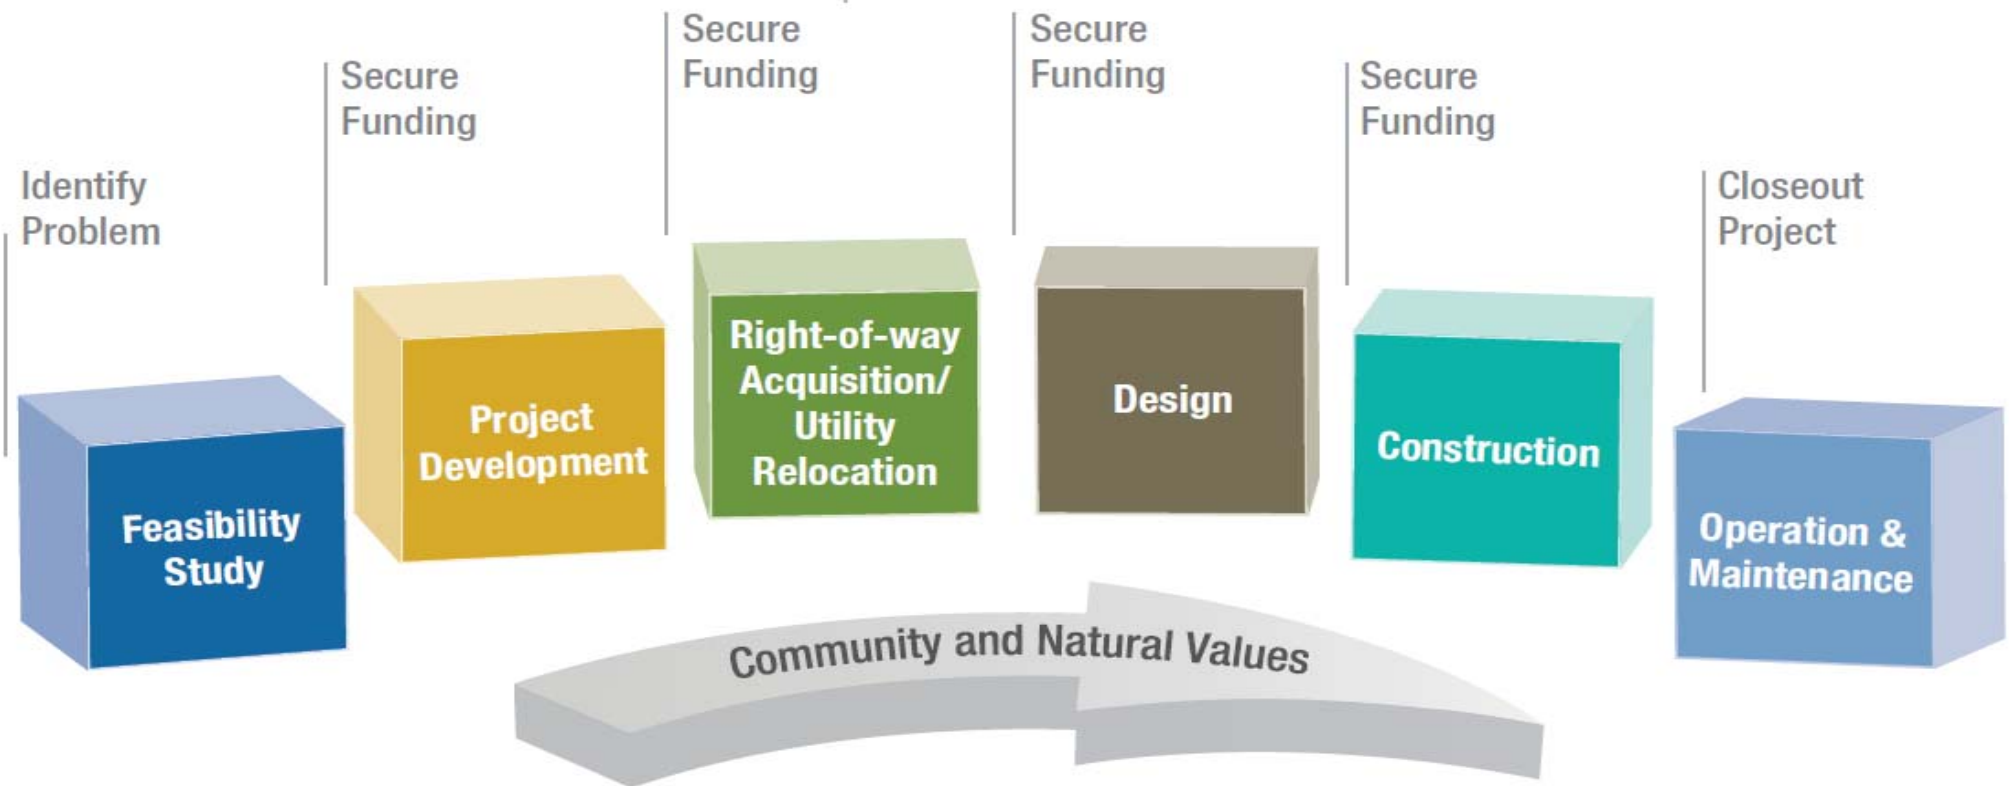 Identify
Problem
Secure
Funding
Secure
Funding
Secure
Funding
Secure
Funding
Closeout
Project
Feasibility
Study
Project
Development
Right-of-way
Acquisition/
Utility
Relocation
Design
Construction
Operation &
Maintenance
Community and Natural Values